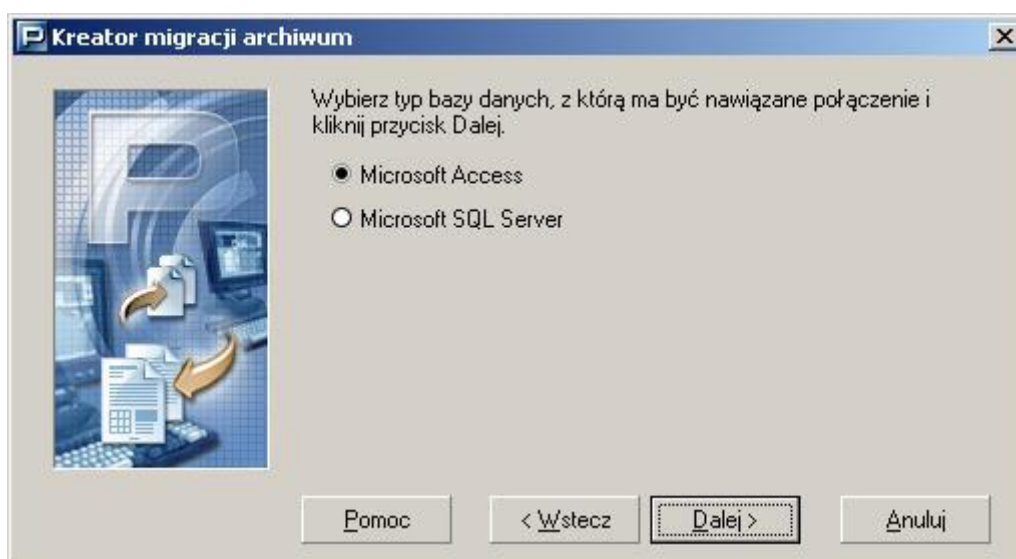 Kreator migracji archiwum
Wybierz typ bazy danych, z którą ma być nawiązane połączenie i
kliknij przycisk Dalej.
Microsoft Access
Microsoft SQL Server
Pomoc
< Wstecz
Dalej >
Anuluj